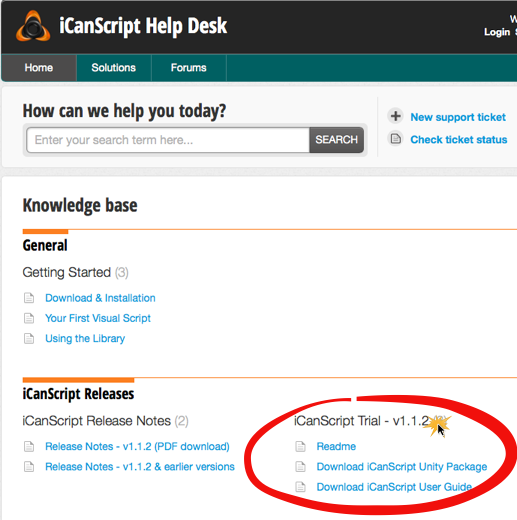 iCanScript Help Desk
W
Login S
Home Solutions Forums
How can we help you today?
Enter your search term here...
SEARCH
New support ticket
Check ticket status
Knowledge base
General
Getting Started (3)
Download & Installation
Your First Visual Script
Using the Library
iCanScript Releases
iCanScript Release Notes (2)
Release Notes - v1.1.2 (PDF download)
Release Notes - v1.1.2 & earlier versions
iCanScript Trial - v1.1.2
Readme
Download iCanScript Unity Package
Download iCanScript User Guide